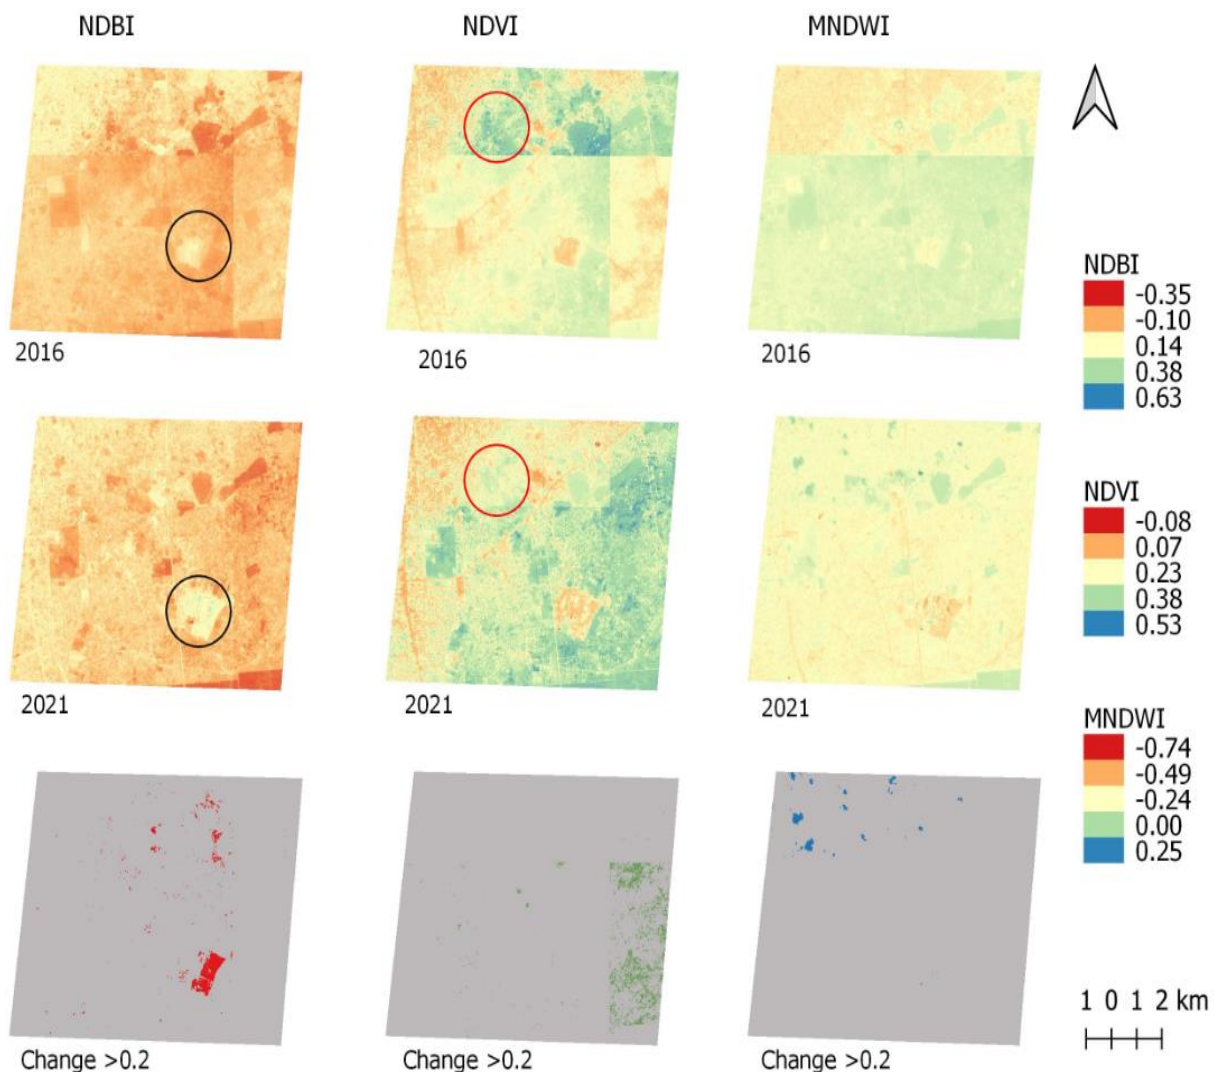 NDBI NDVI MNDWI
2016 2016 2016
NDBI
-0.35
-0.10
0.14
0.38
0.63
2021 2021 2021
NDVI
-0.08
0.07
0.23
0.38
0.53
MNDWI
-0.74
-0.49
-0.24
0.00
0.25
Change >0.2 Change >0.2 Change >0.2
1 0 1 2 km